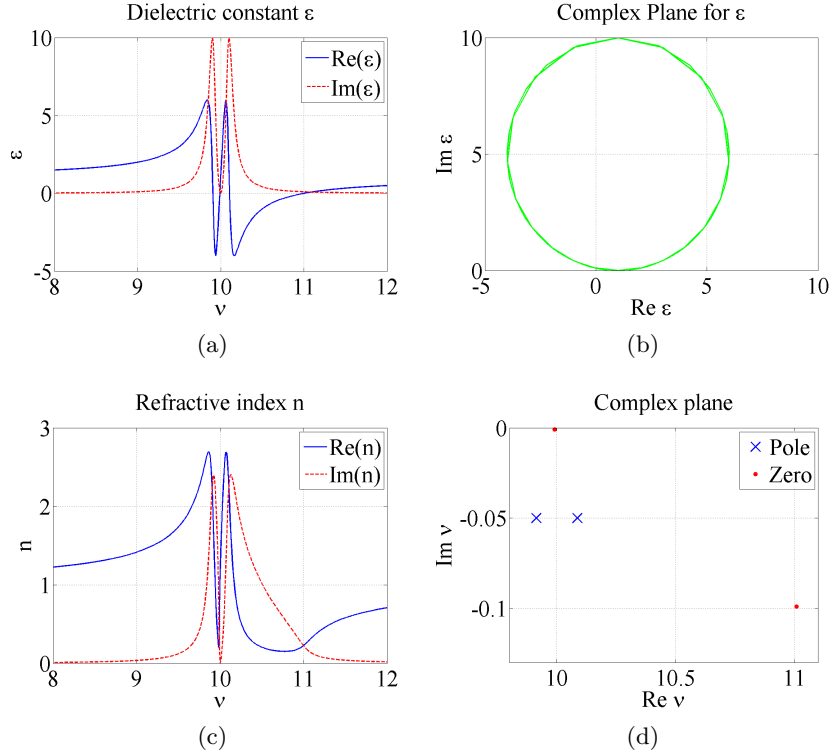 Dielectric constant ε
10
5
0
-5
ε
Re(ε)
Im(ε)
8 9 10 11 12
ν
(a)
Complex Plane for ε
10
5
0
Im ε
-5 0 5 10
Re ε
(b)
Refractive index n
3
2
1
0
n
Re(n)
Im(n)
8 9 10 11 12
ν
(c)
Complex plane
0
-0.05
-0.1
Im ν
Pole
Zero
10 10.5 11
Re ν
(d)